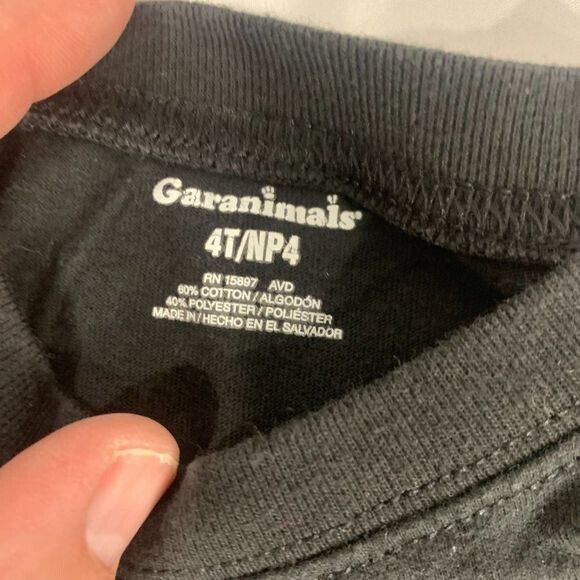 Garanimals
4T/NP4
RN 15897 AVD
60% COTTON / ALGODÓN
40% POLYESTER / POLIÉSTER
MADE IN / HECHO EN EL SALVADOR